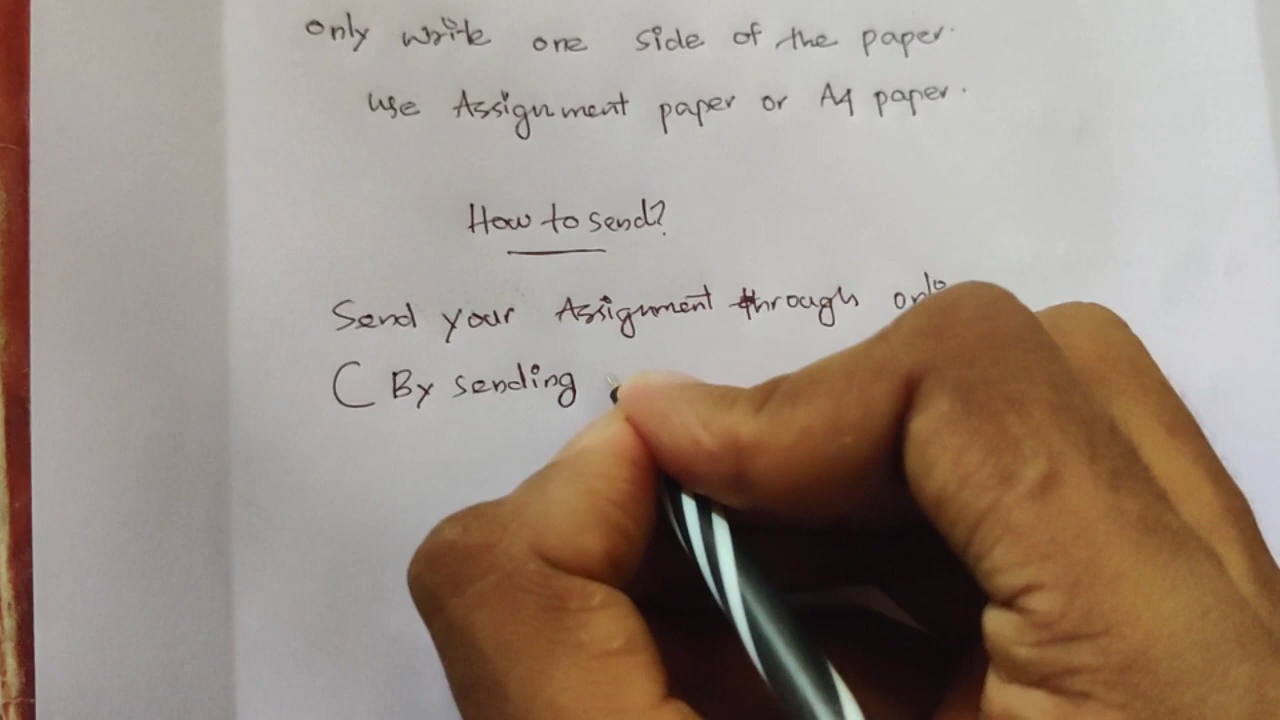 only write one side of the paper.
use Assignment paper or A4 paper.
How to send?
Send your Assignment through
( By sending